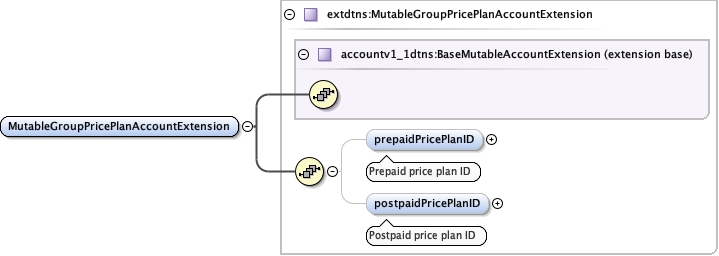 extdtns:MutableGroupPricePlanAccountExtension
accountv1_1dtns:BaseMutableAccountExtension (extension base)
MutableGroupPricePlanAccountExtension
prepaidPricePlanID
Prepaid price plan ID
postpaidPricePlanID
Postpaid price plan ID